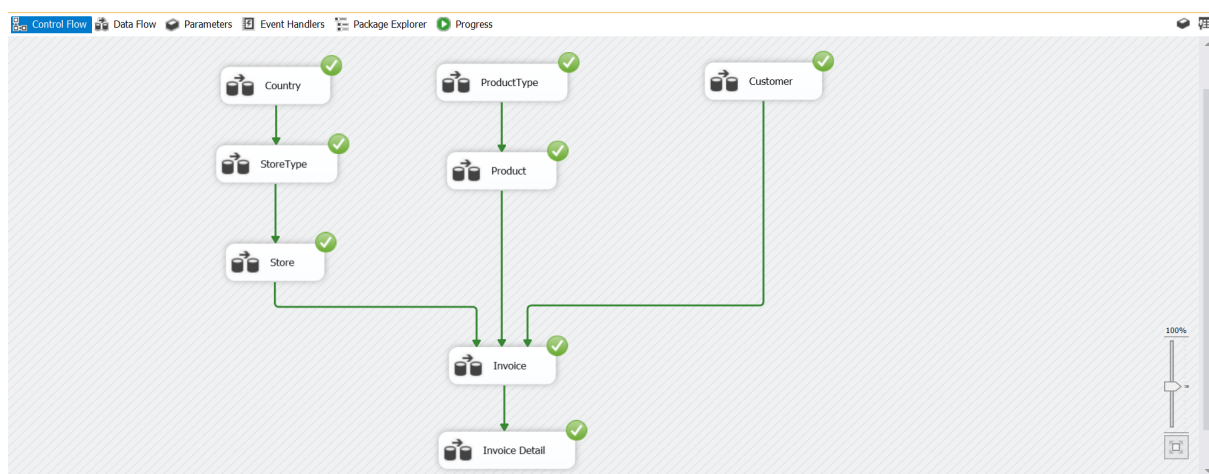 Control Flow Data Flow Parameters Event Handlers Package Explorer Progress
Country
ProductType
Customer
StoreType
Product
Store
100%
Invoice
Invoice Detail